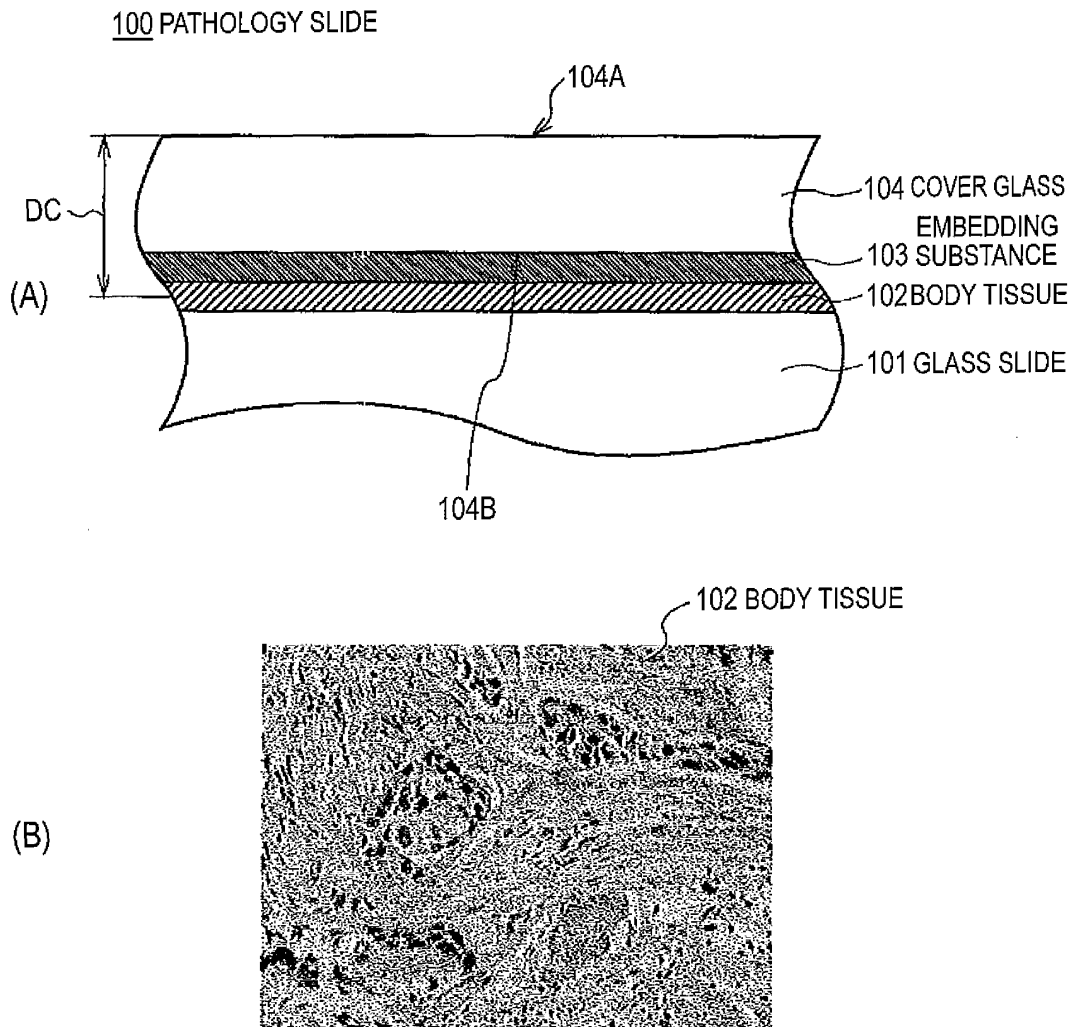 100 PATHOLOGY SLIDE
104A
DC
104 COVER GLASS
EMBEDDING
103 SUBSTANCE
(A)
102 BODY TISSUE
101 GLASS SLIDE
104B
102 BODY TISSUE
(B)